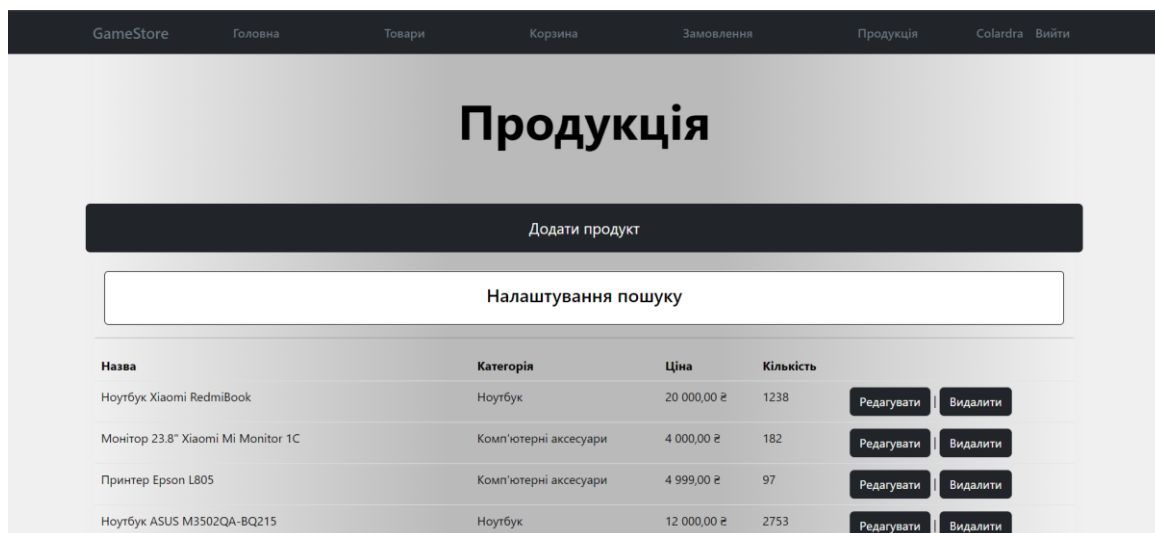 GameStore Головна Товари Корзина Замовлення Продукція Colardra Вийти
Продукція
Додати продукт
Налаштування пошуку
Назва Категорія Ціна Кількість
Ноутбук Xiaomi RedmiBook Ноутбук 20 000,00 ₴ 1238 Редагувати | Видалити
Монітор 23.8" Xiaomi Mi Monitor 1C Комп'ютерні аксесуари 4 000,00 ₴ 182 Редагувати | Видалити
Принтер Epson L805 Комп'ютерні аксесуари 4 999,00 ₴ 97 Редагувати | Видалити
Ноутбук ASUS M3502QA-BQ215 Ноутбук 12 000,00 ₴ 2753 Редагувати | Видалити